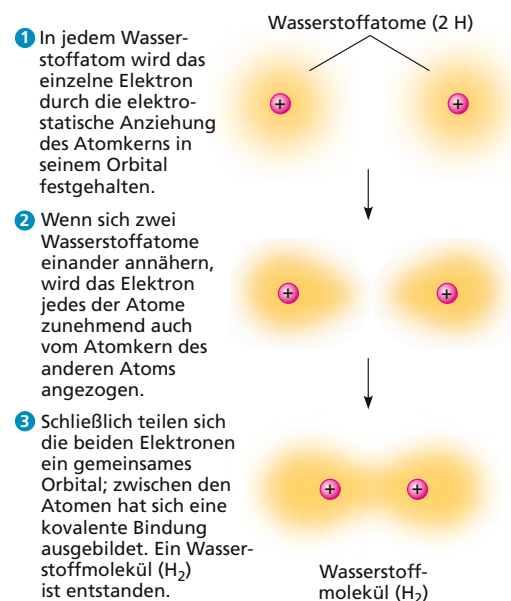 Wasserstoffatome (2 H)
1 In jedem Wasser-
stoffatom wird das
einzelne Elektron
durch die elektro-
statische Anziehung
des Atomkerns in
seinem Orbital
festgehalten.
+ +
2 Wenn sich zwei
Wasserstoffatome
einander annähern,
wird das Elektron
jedes der Atome
zunehmend auch
vom Atomkern des
anderen Atoms
angezogen.
+ +
3 Schließlich teilen sich
die beiden Elektronen
ein gemeinsames
Orbital; zwischen den
Atomen hat sich eine
kovalente Bindung
ausgebildet. Ein Wasser-
stoffmolekül (H₂)
ist entstanden.
+ +
Wasserstoff-
molekül (H₂)